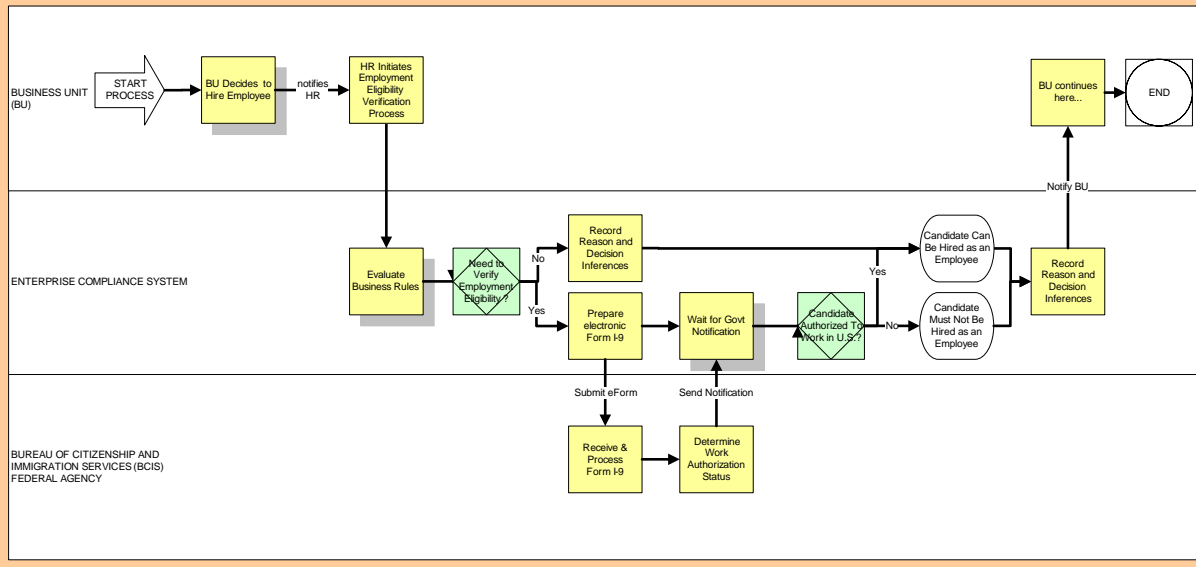 BUSINESS UNIT
(BU)
START
PROCESS
BU Decides to
Hire Employee
notifies
HR
HR Initiates
Employment
Eligibility
Verification
Process
BU continues
here...
END
Notify BU
ENTERPRISE COMPLIANCE SYSTEM
Evaluate
Business Rules
Need to
Verify
Employment
Eligibility ?
No
Yes
Record
Reason and
Decision
Inferences
Prepare
electronic
Form I-9
Wait for Govt
Notification
Candidate
Authorized To
Work in U.S.?
Yes
No
Candidate Can
Be Hired as an
Employee
Candidate
Must Not Be
Hired as an
Employee
Record
Reason and
Decision
Inferences
Submit eForm
Send Notification
BUREAU OF CITIZENSHIP AND
IMMIGRATION SERVICES (BCIS)
FEDERAL AGENCY
Receive &
Process
Form I-9
Determine
Work
Authorization
Status